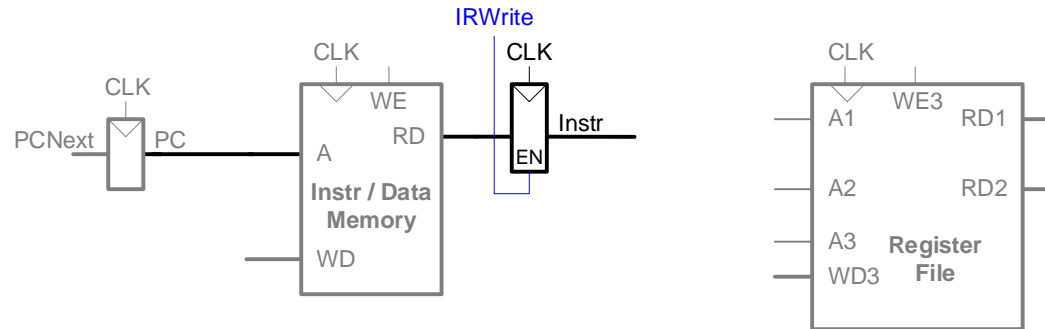 IRWrite
CLK
CLK
CLK
CLK
WE
WE3
PCNext
PC
A
RD
EN
Instr
A1
RD1
Instr / Data
Memory
WD
A2
RD2
A3
WD3
Register
File